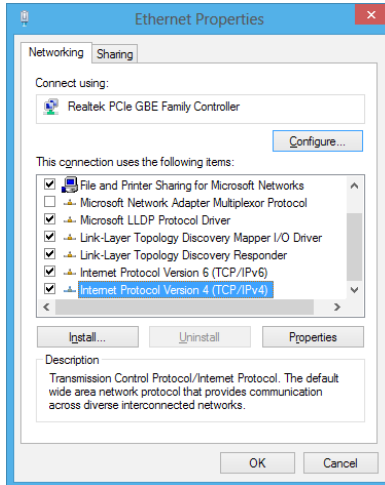 Ethernet Properties
Networking
Sharing
Connect using:
Realtek PCIe GBE Family Controller
Configure...
This connection uses the following items:
File and Printer Sharing for Microsoft Networks
Microsoft Network Adapter Multiplexor Protocol
Microsoft LLDP Protocol Driver
Link-Layer Topology Discovery Mapper I/O Driver
Link-Layer Topology Discovery Responder
Internet Protocol Version 6 (TCP/IPv6)
Internet Protocol Version 4 (TCP/IPv4)
Install...
Uninstall
Properties
Description
Transmission Control Protocol/Internet Protocol. The default
wide area network protocol that provides communication
across diverse interconnected networks.
OK
Cancel